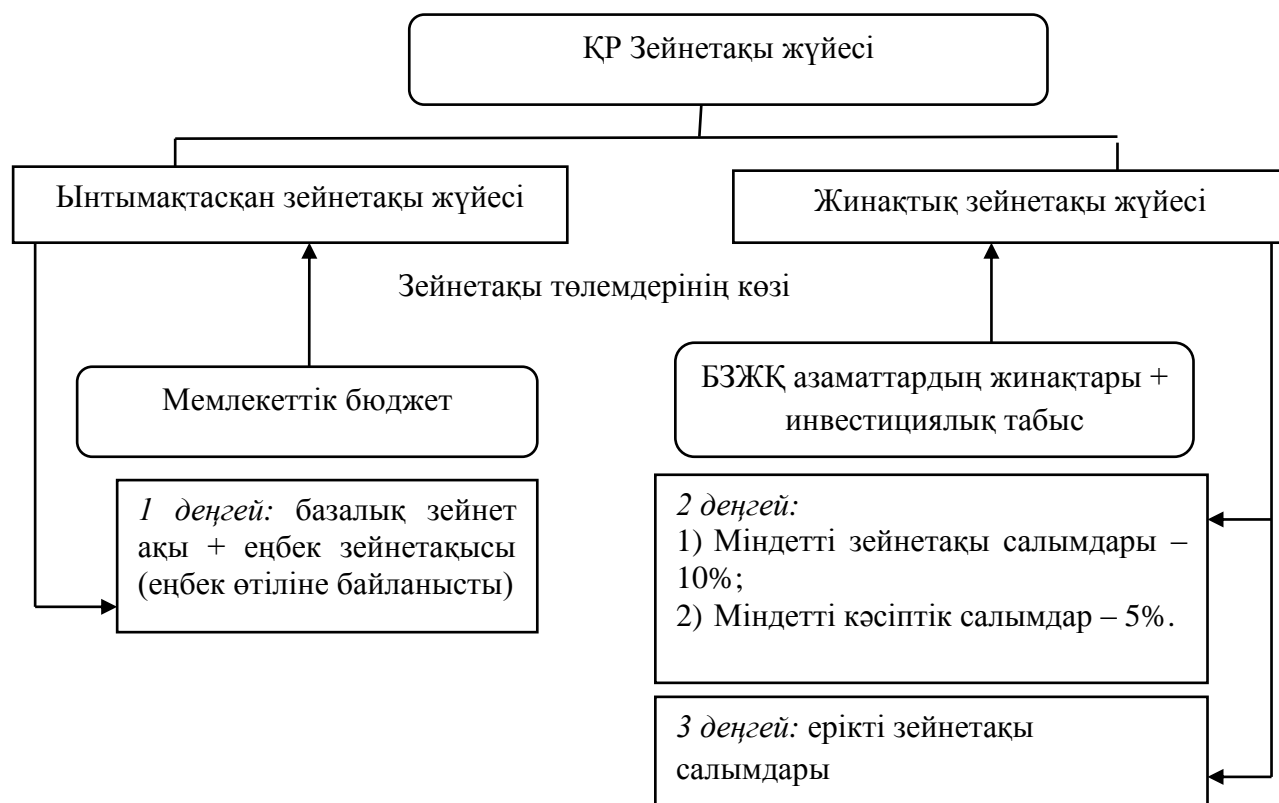 ҚР Зейнетақы жүйесі
Ынтымақтасқан зейнетақы жүйесі
Жинақтық зейнетақы жүйесі
Зейнетақы төлемдерінің көзі
Мемлекеттік бюджет
БЗЖҚ азаматтардың жинақтары +
инвестициялық табыс
1 деңгей: базалық зейнет
ақы + еңбек зейнетақысы
(еңбек өтіліне байланысты)
2 деңгей:
1) Міндетті зейнетақы салымдары –
10%;
2) Міндетті кәсіптік салымдар – 5%.
3 деңгей: ерікті зейнетақы
салымдары